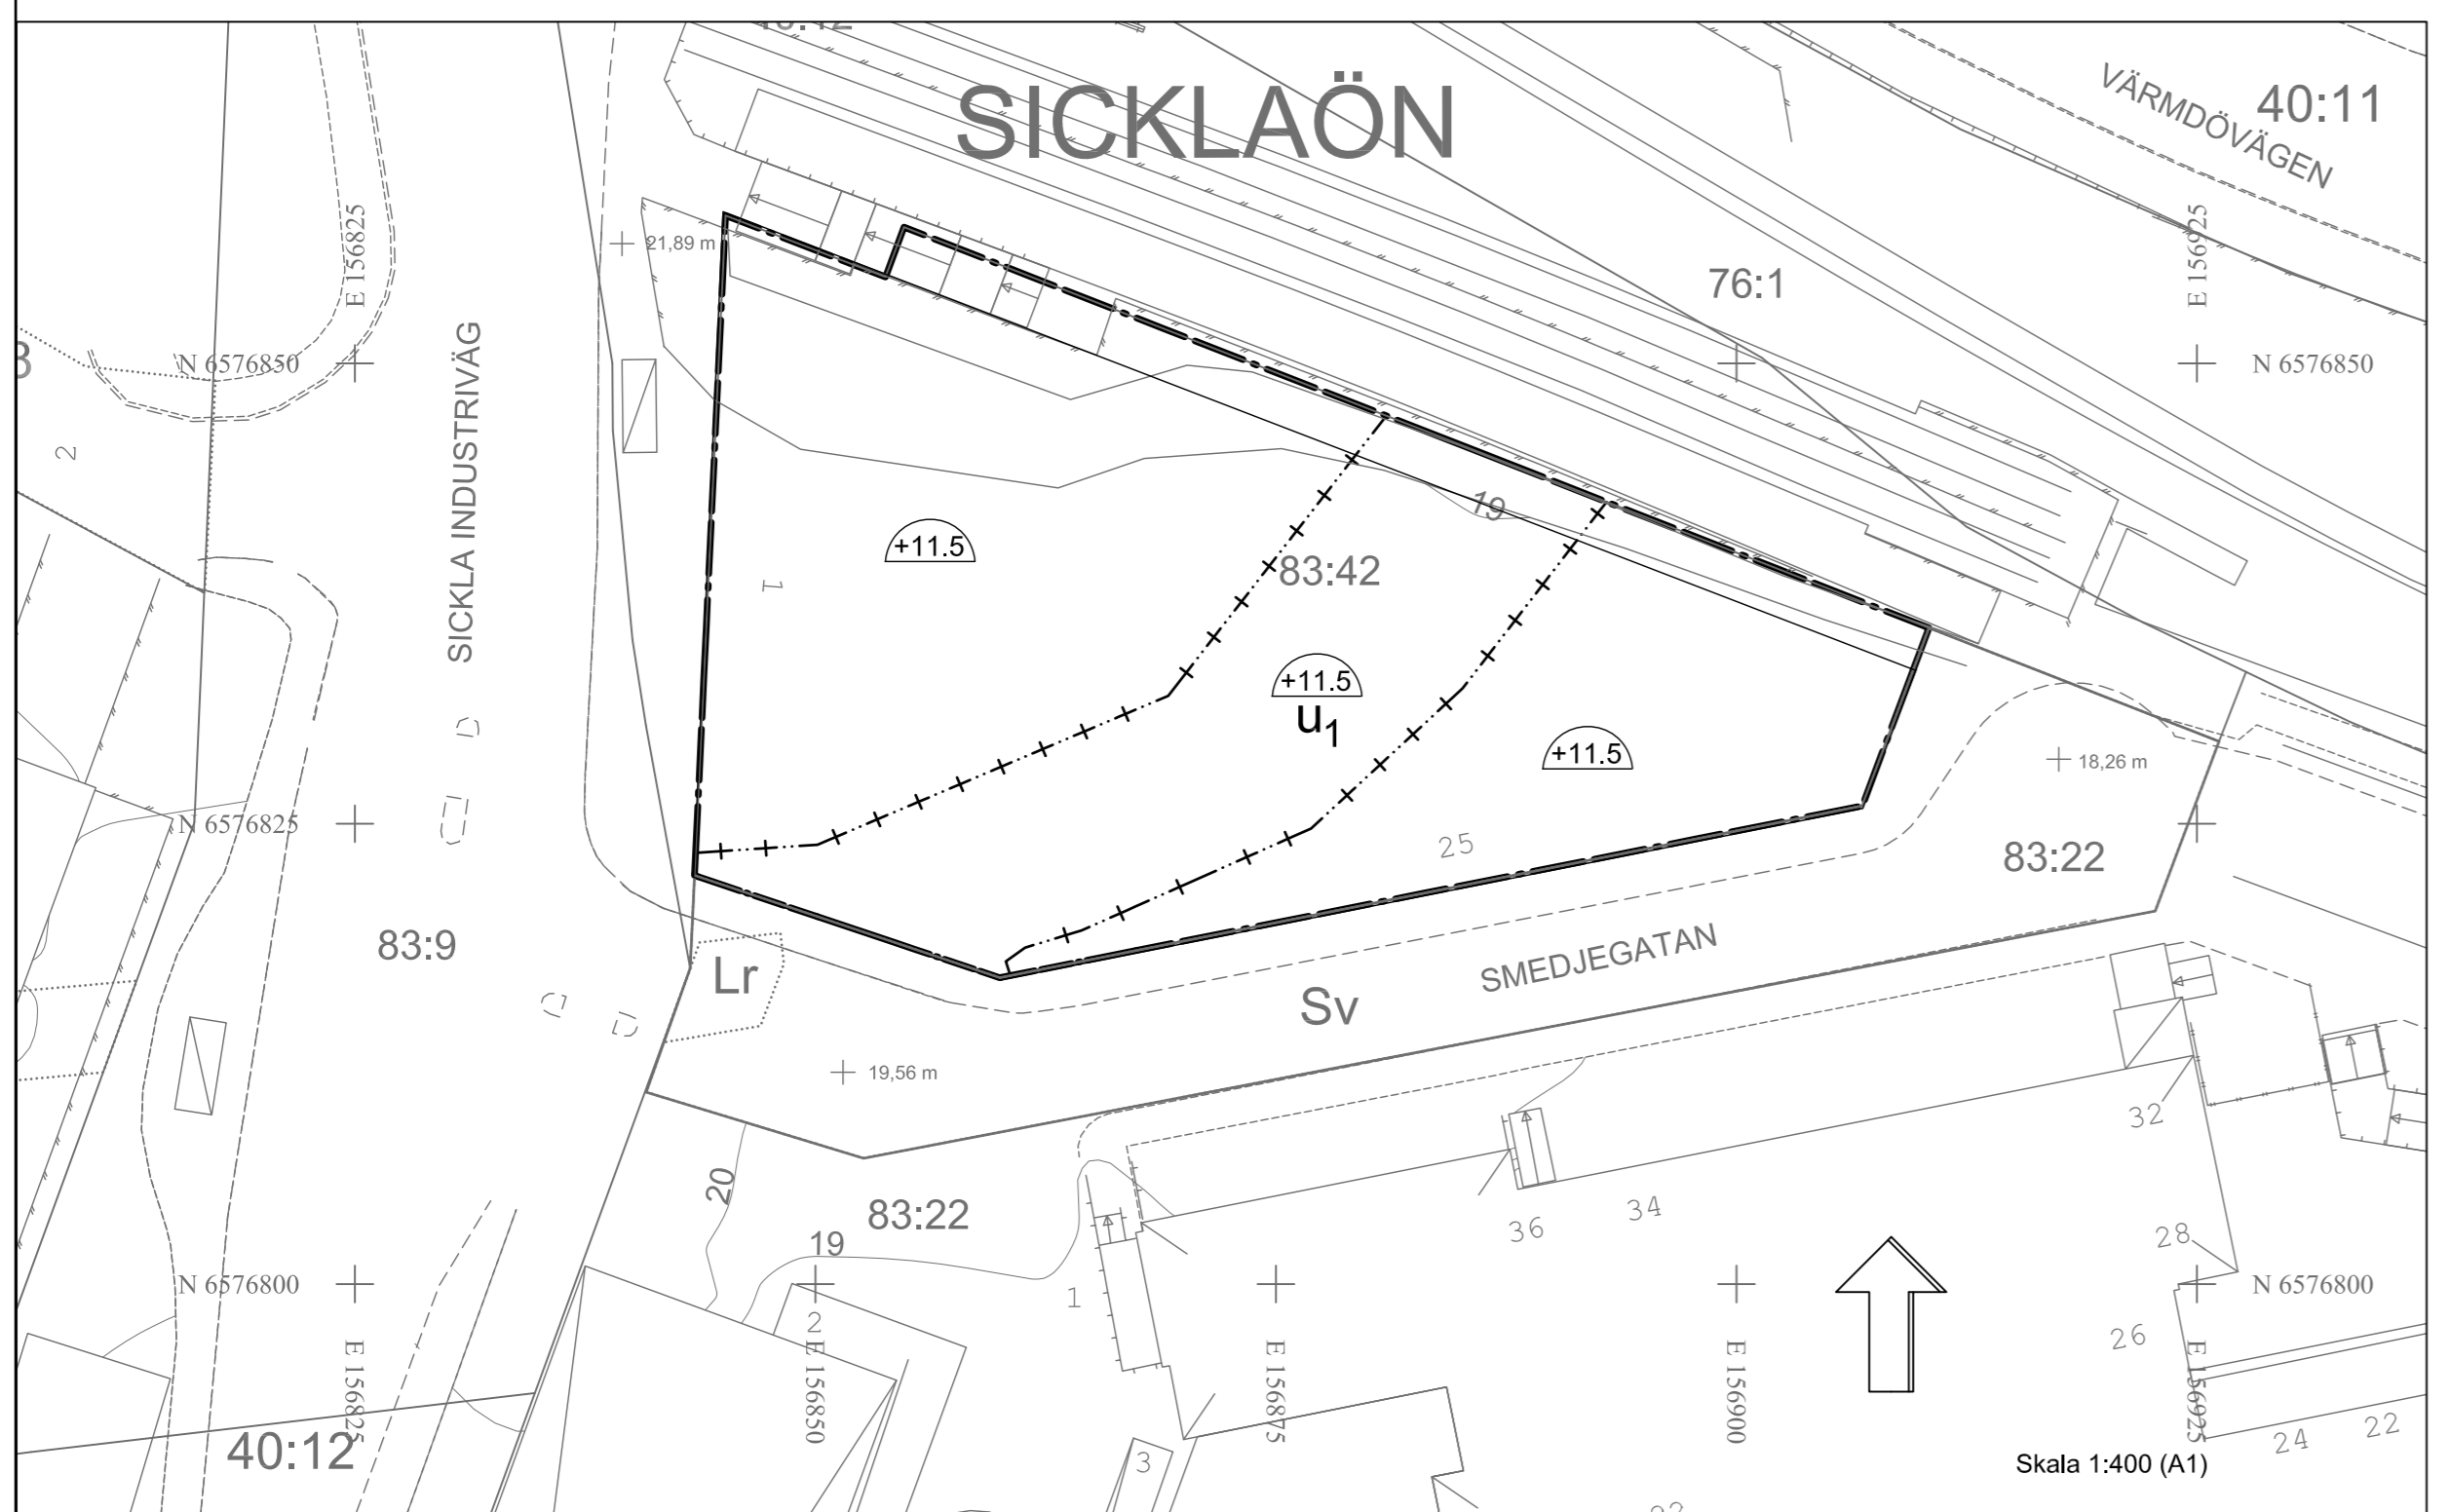 SICKLAÖN
VÄRMDÖVÄGEN
40:11
E 156825
21,89 m
76:1
E 156925
N 6576850
N 6576850
2
SICKLA INDUSTRIVÄG
19
+11.5
83:42
1
+11.5
u1
+11.5
18,26 m
N 6576825
25
83:22
83:9
Lr
Sv
SMEDJEGATAN
19,56 m
32
20
83:22
36
34
19
28
N 6576800
N 6576800
1
2
26
E 156825
E 156850
E 156875
E 156900
E 156925
40:12
3
24
22
Skala 1:400 (A1)